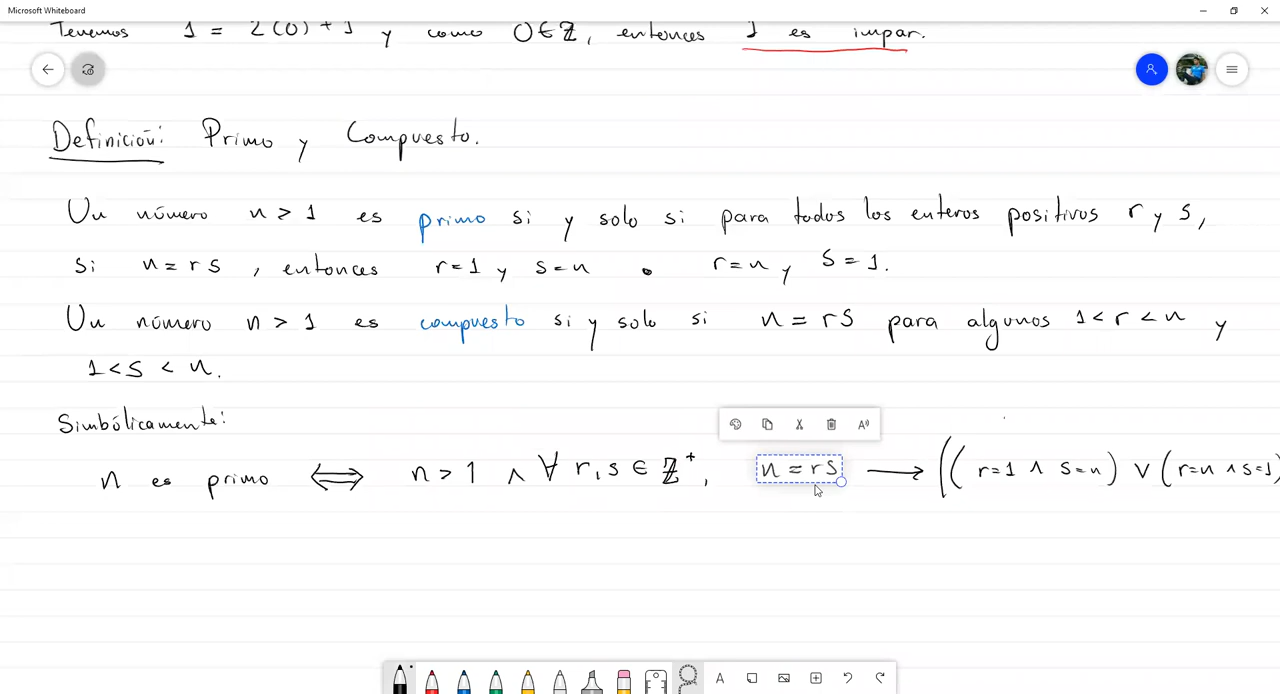 Microsoft Whiteboard
Tenemos 1 = 2(0) + 1 y como 0 ∈ ℤ, entonces 1 es impar.
Definición: Primo y Compuesto.
Un número n > 1 es primo si y solo si para todos los enteros positivos r y s,
si n = rs, entonces r = 1 y s = n o r = n y s = 1.
Un número n > 1 es compuesto si y solo si n = rs para algunos 1 < r < n y
1 < s < n.
Simbólicamente:
n es primo ⟺ n > 1 ∧ ∀ r, s ∈ ℤ⁺, n = rs ⟶ ((r=1 ∧ s=n) ∨ (r=n ∧ s=1)